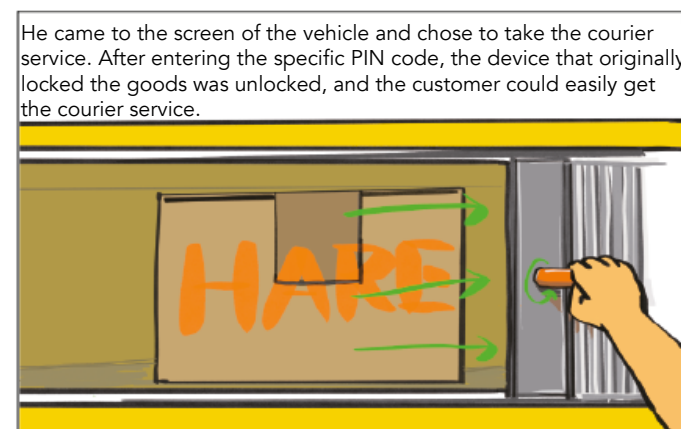 He came to the screen of the vehicle and chose to take the courier
service. After entering the specific PIN code, the device that originally
locked the goods was unlocked, and the customer could easily get
the courier service.
HARE